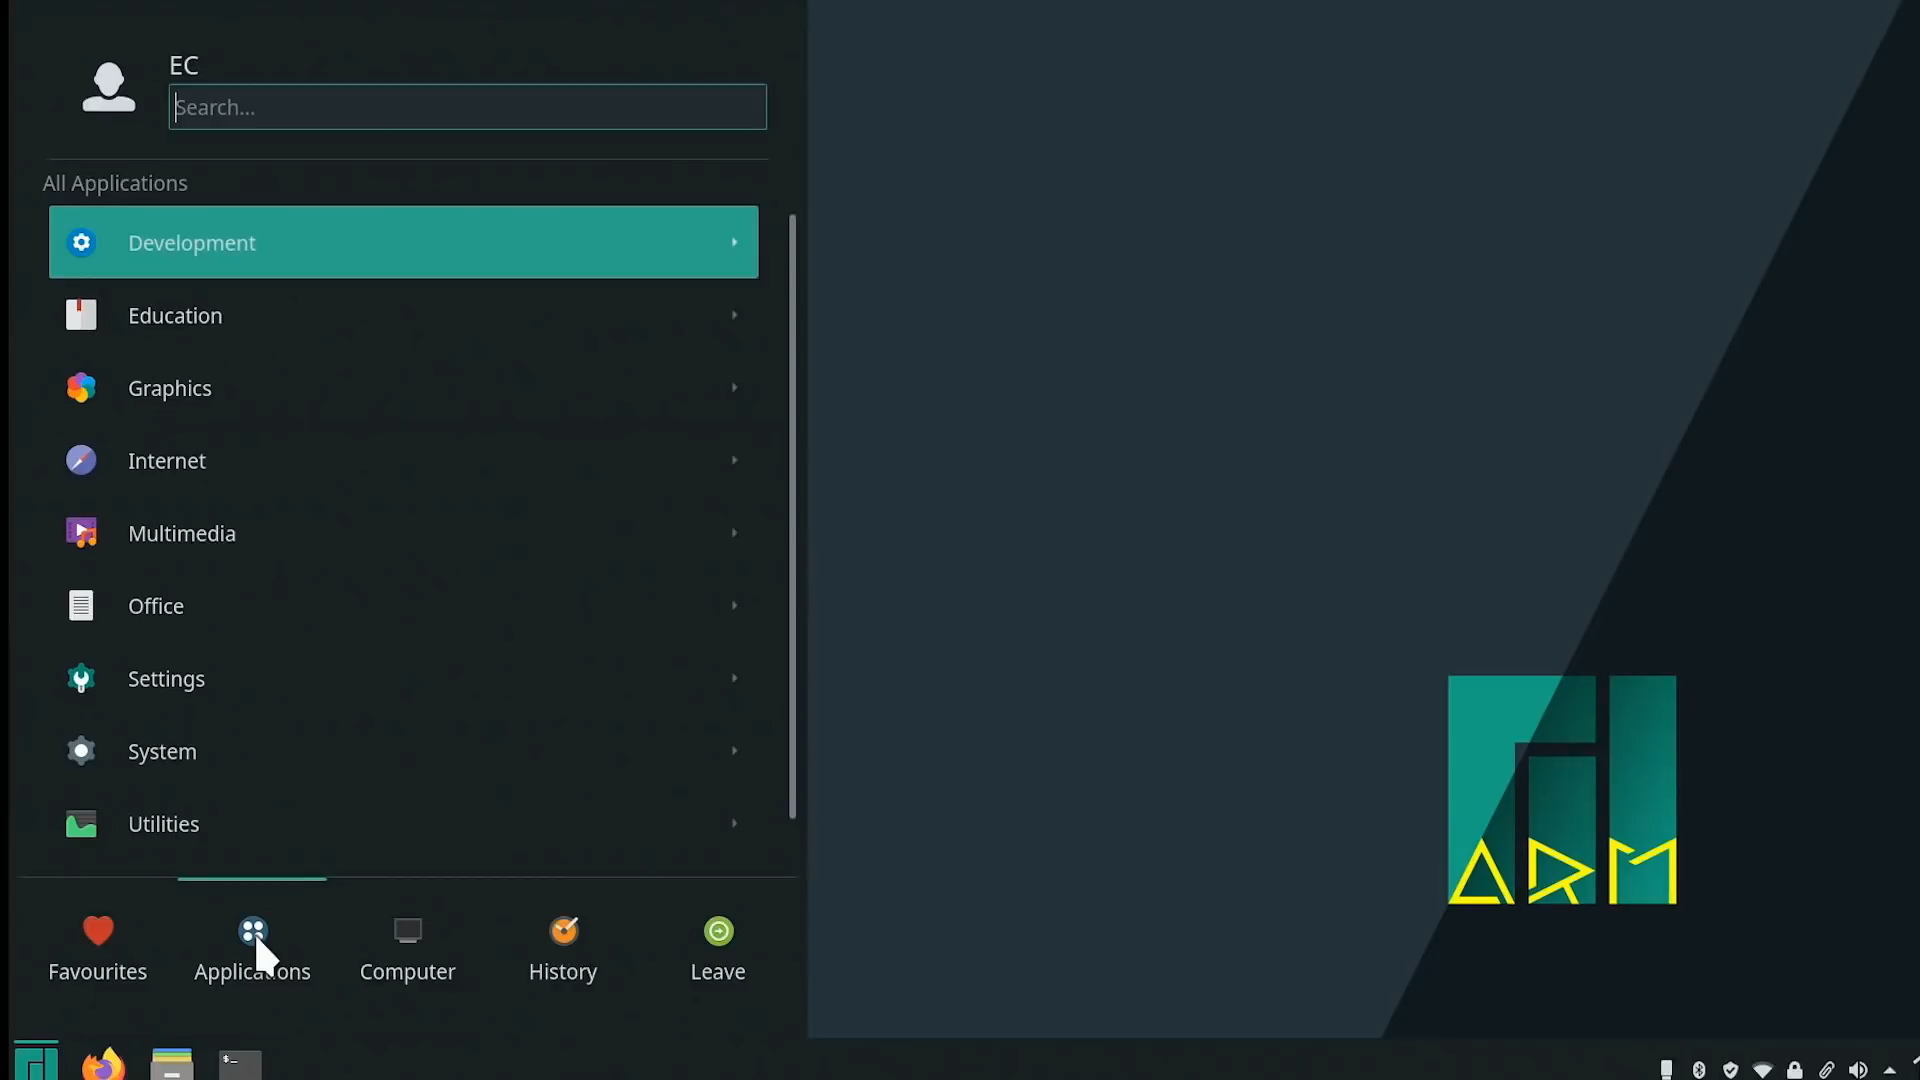 EC
Search...
All Applications
Development
Education
Graphics
Internet
Multimedia
Office
Settings
System
Utilities
Favourites
Applications
Computer
History
Leave
ARM